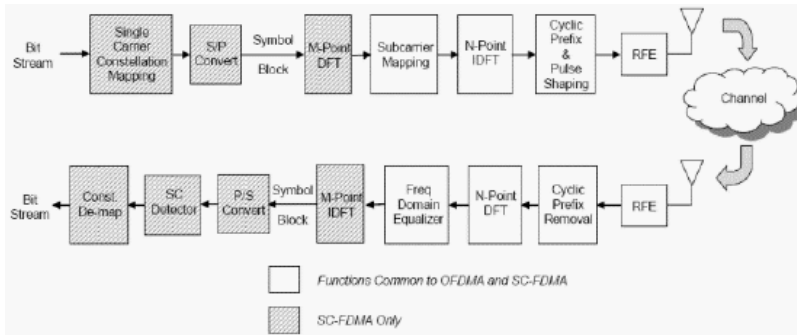 Bit
Stream
Single
Carrier
Constellation
Mapping
S/P
Convert
Symbol
Block
M-Point
DFT
Subcarrier
Mapping
N-Point
IDFT
Cyclic
Prefix
&
Pulse
Shaping
RFE
Channel
Bit
Stream
Const.
De-map
SC
Detector
P/S
Convert
Symbol
Block
M-Point
IDFT
Freq
Domain
Equalizer
N-Point
DFT
Cyclic
Prefix
Removal
RFE
Functions Common to OFDMA and SC-FDMA
SC-FDMA Only